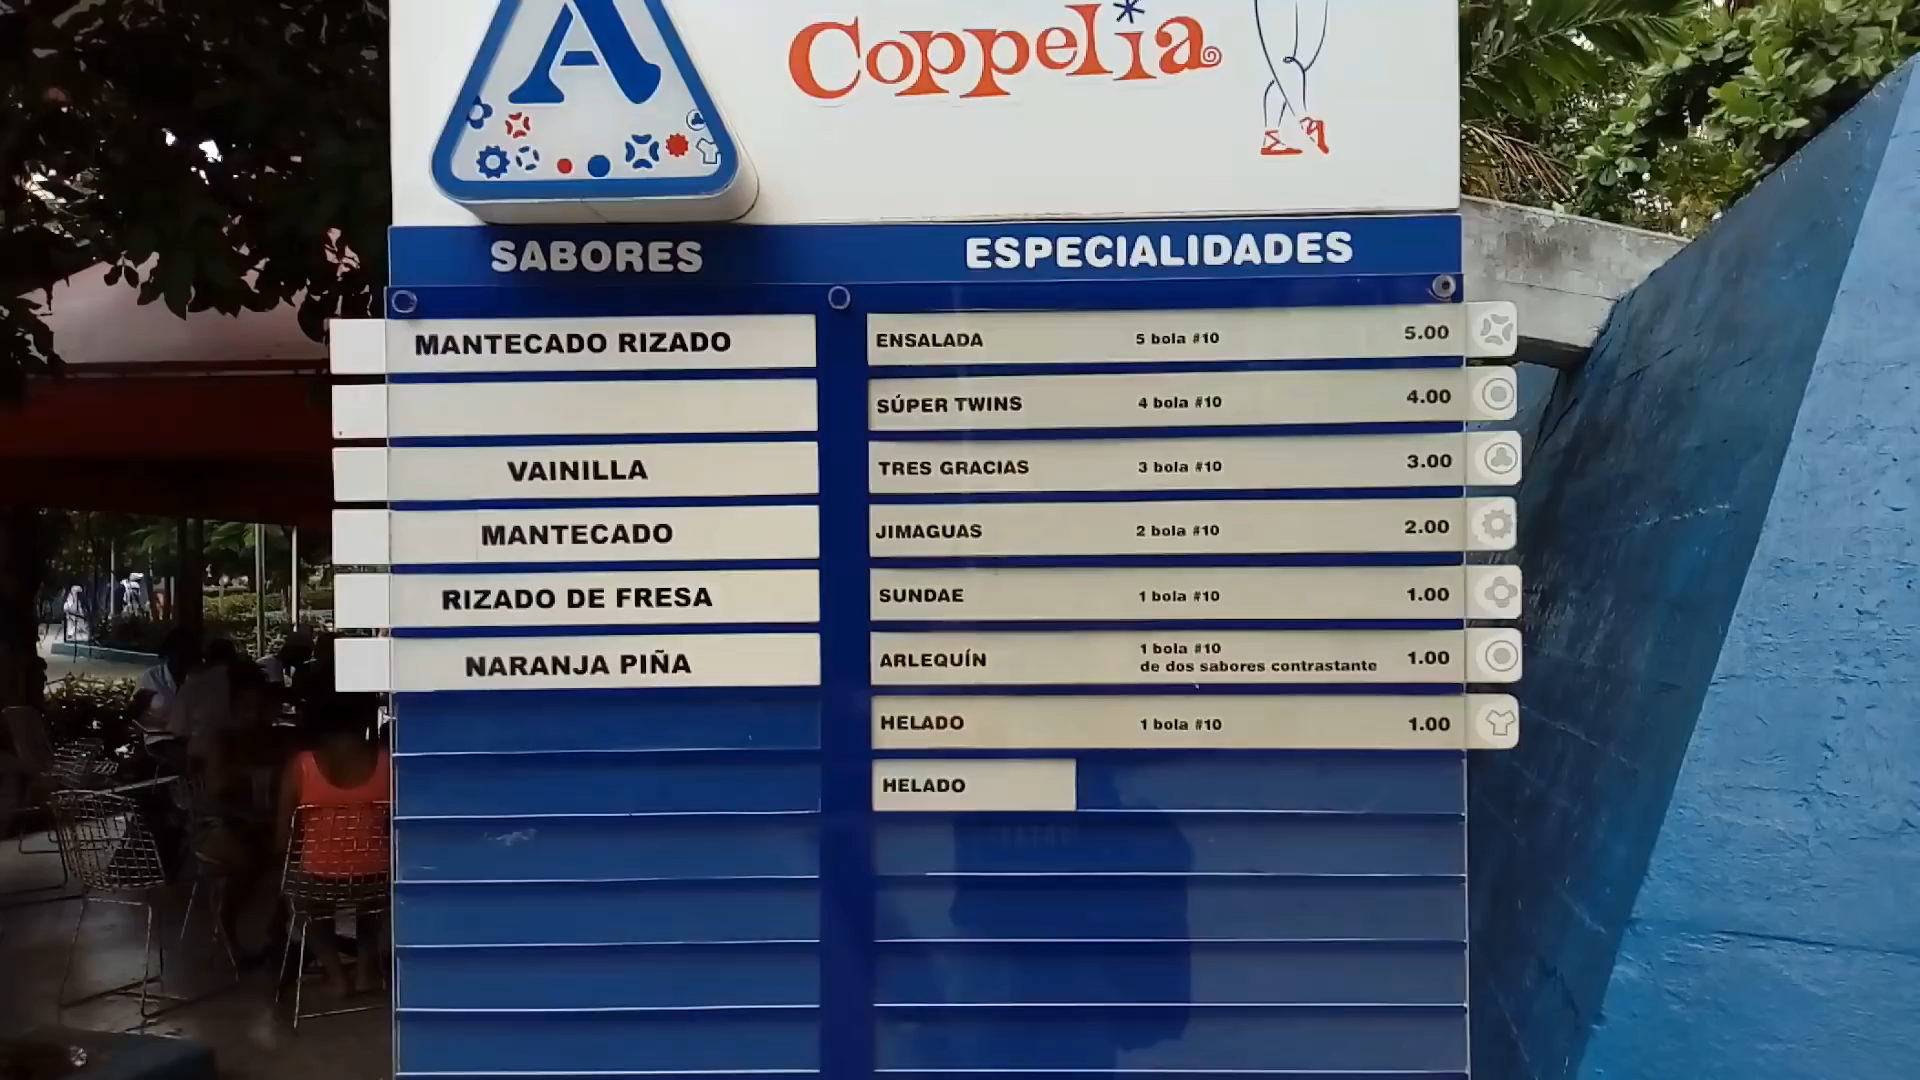 A
Coppelia
SABORES
ESPECIALIDADES
MANTECADO RIZADO
VAINILLA
MANTECADO
RIZADO DE FRESA
NARANJA PIÑA
ENSALADA 5 bola #10 5.00
SÚPER TWINS 4 bola #10 4.00
TRES GRACIAS 3 bola #10 3.00
JIMAGUAS 2 bola #10 2.00
SUNDAE 1 bola #10 1.00
ARLEQUÍN 1 bola #10 1.00
de dos sabores contrastante
HELADO 1 bola #10 1.00
HELADO